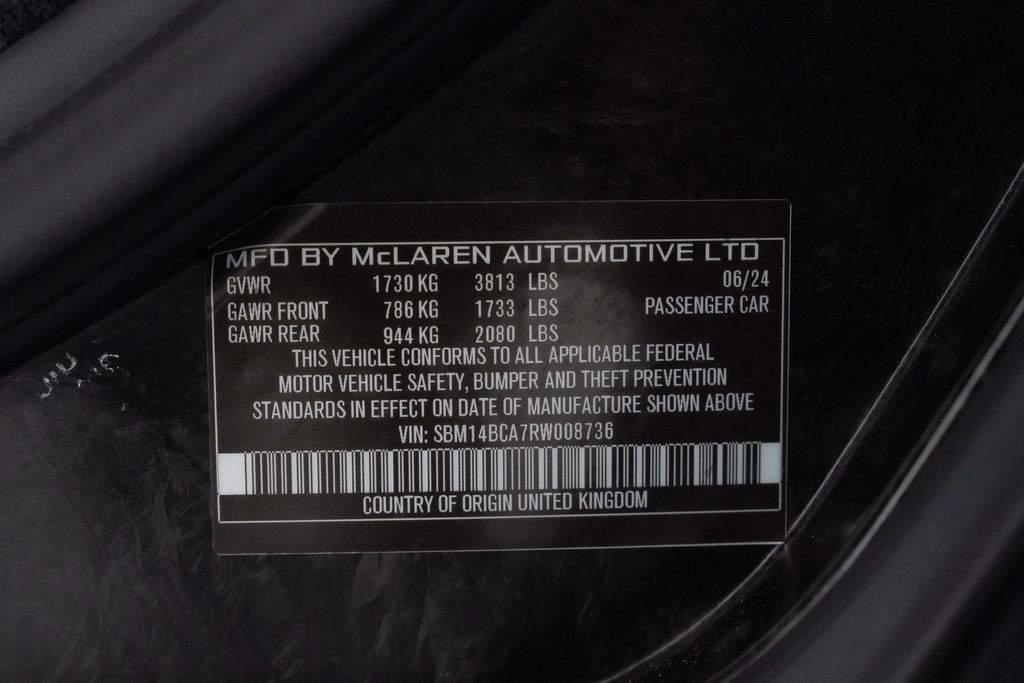 MFD BY McLAREN AUTOMOTIVE LTD
GVWR 1730 KG 3813 LBS 06/24
GAWR FRONT 786 KG 1733 LBS PASSENGER CAR
GAWR REAR 944 KG 2080 LBS
THIS VEHICLE CONFORMS TO ALL APPLICABLE FEDERAL
MOTOR VEHICLE SAFETY, BUMPER AND THEFT PREVENTION
STANDARDS IN EFFECT ON DATE OF MANUFACTURE SHOWN ABOVE
VIN: SBM14BCA7RW008736
COUNTRY OF ORIGIN UNITED KINGDOM